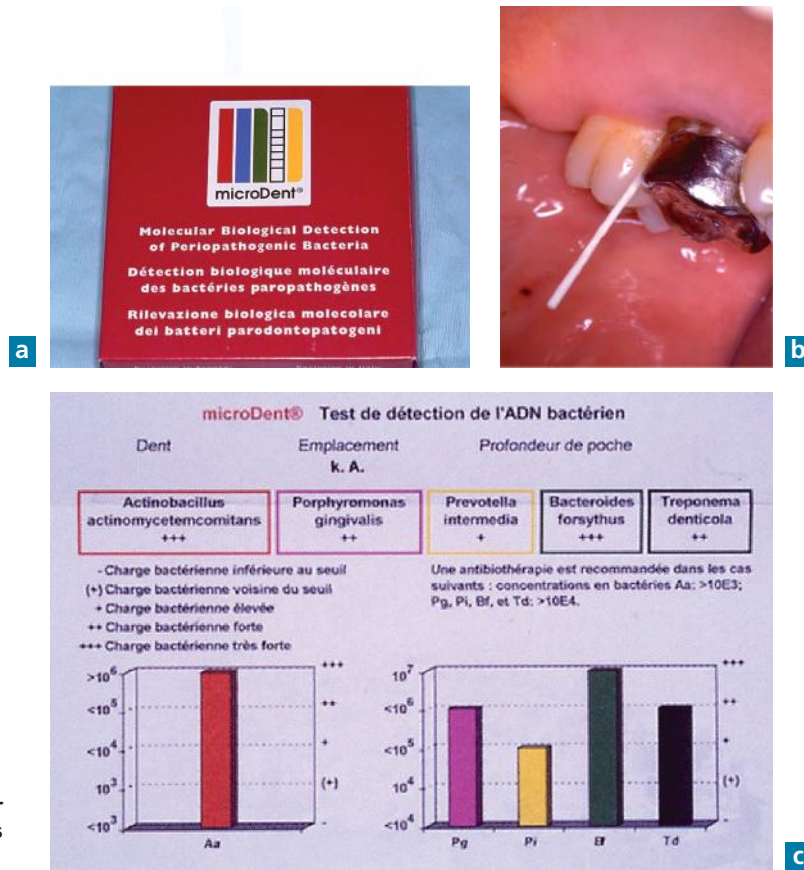 microDent®
Molecular Biological Detection
of Periopathogenic Bacteria
Détection biologique moléculaire
des bactéries paropathogènes
Rilevazione biologica molecolare
dei batteri parodontopatogeni
a
b
microDent® Test de détection de l'ADN bactérien
Dent Emplacement Profondeur de poche
k. A.
Actinobacillus
actinomycetemcomitans
+++
Porphyromonas
gingivalis
++
Prevotella
intermedia
+
Bacteroides
forsythus
+++
Treponema
denticola
++
- Charge bactérienne inférieure au seuil
(+) Charge bactérienne voisine du seuil
+ Charge bactérienne élevée
++ Charge bactérienne forte
+++ Charge bactérienne très forte
Une antibiothérapie est recommandée dans les cas
suivants : concentrations en bactéries Aa: >10E3;
Pg, Pi, Bf, et Td: >10E4.
>10⁶ +++
<10⁵ ++
<10⁴ +
10³ (+)
<10³ -
Aa
10⁷ +++
<10⁶ ++
<10⁵ +
10⁴ (+)
<10⁴ -
Pg Pi Bf Td
c